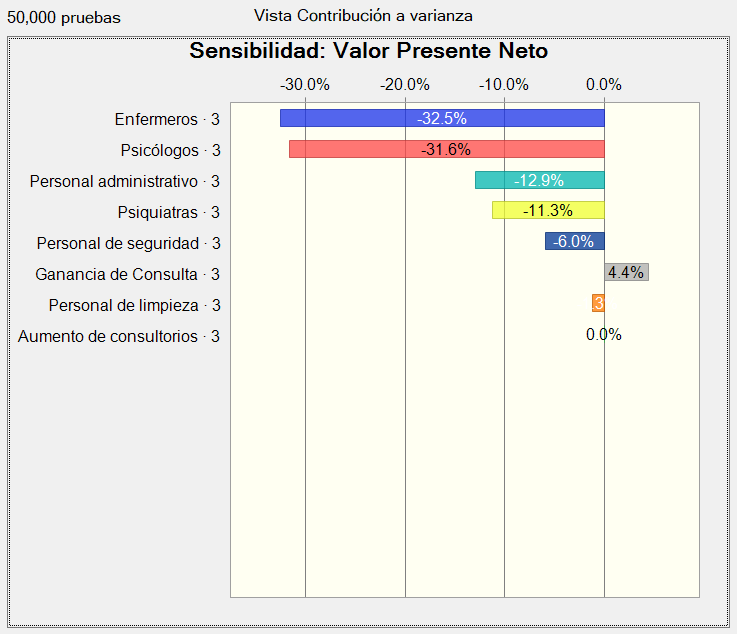 50,000 pruebas
Vista Contribución a varianza
Sensibilidad: Valor Presente Neto
-30.0% -20.0% -10.0% 0.0%
Enfermeros · 3 -32.5%
Psicólogos · 3 -31.6%
Personal administrativo · 3 -12.9%
Psiquiatras · 3 -11.3%
Personal de seguridad · 3 -6.0%
Ganancia de Consulta · 3 4.4%
Personal de limpieza · 3
Aumento de consultorios · 3 0.0%